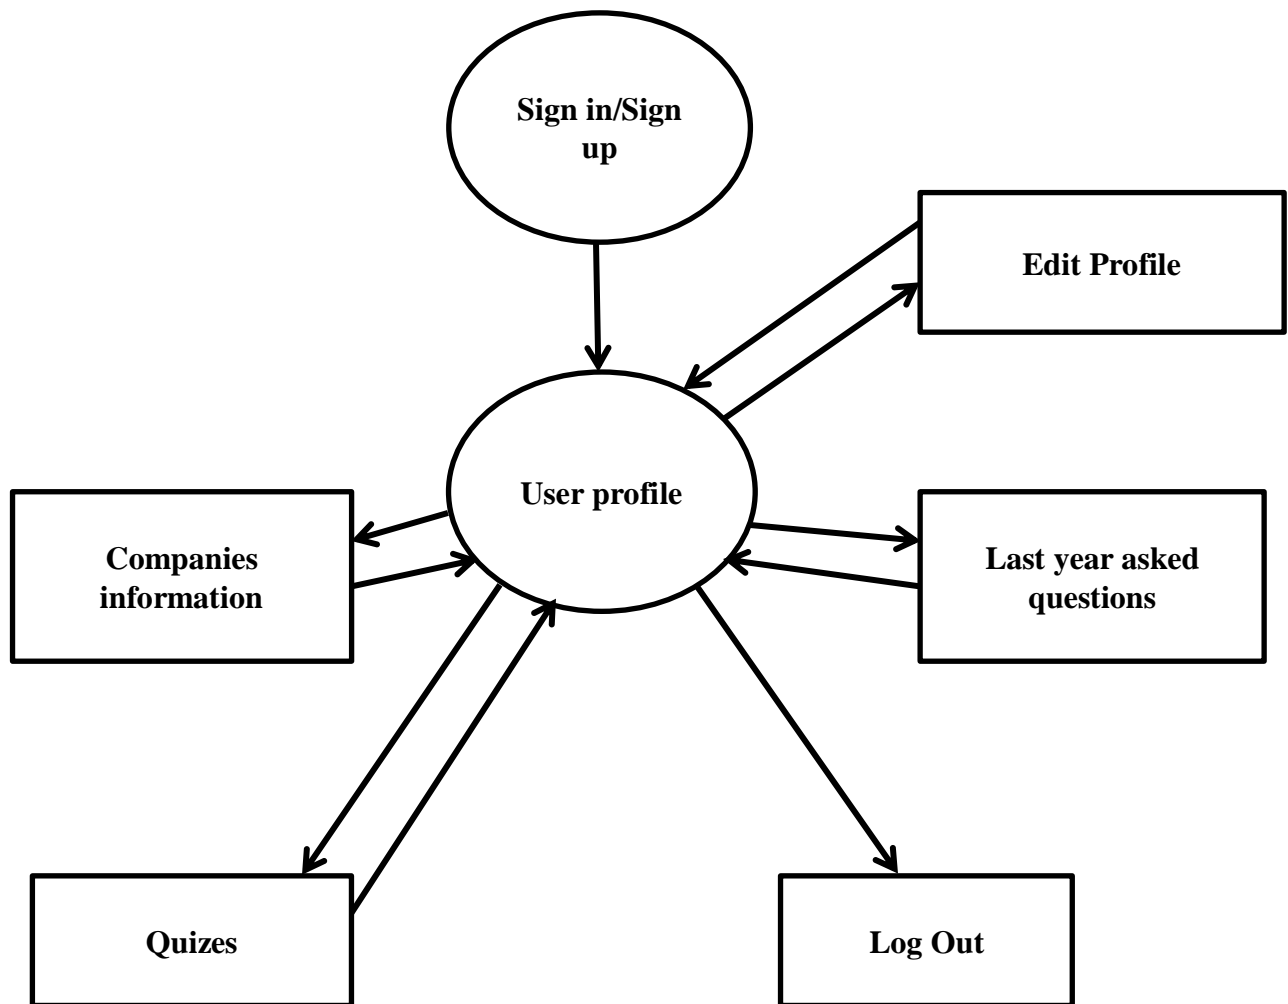 Sign in/Sign
up
Edit Profile
User profile
Companies
information
Last year asked
questions
Quizes
Log Out